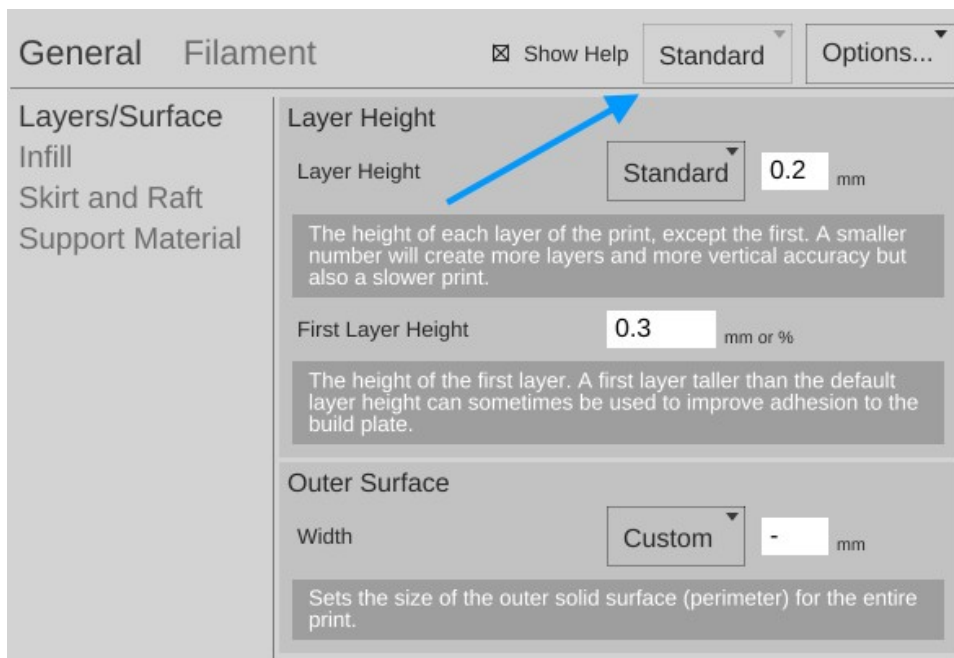 General Filament Show Help Standard Options...
Layers/Surface
Infill
Skirt and Raft
Support Material
Layer Height
Layer Height Standard 0.2 mm
The height of each layer of the print, except the first. A smaller
number will create more layers and more vertical accuracy but
also a slower print.
First Layer Height 0.3 mm or %
The height of the first layer. A first layer taller than the default
layer height can sometimes be used to improve adhesion to the
build plate.
Outer Surface
Width Custom - mm
Sets the size of the outer solid surface (perimeter) for the entire
print.